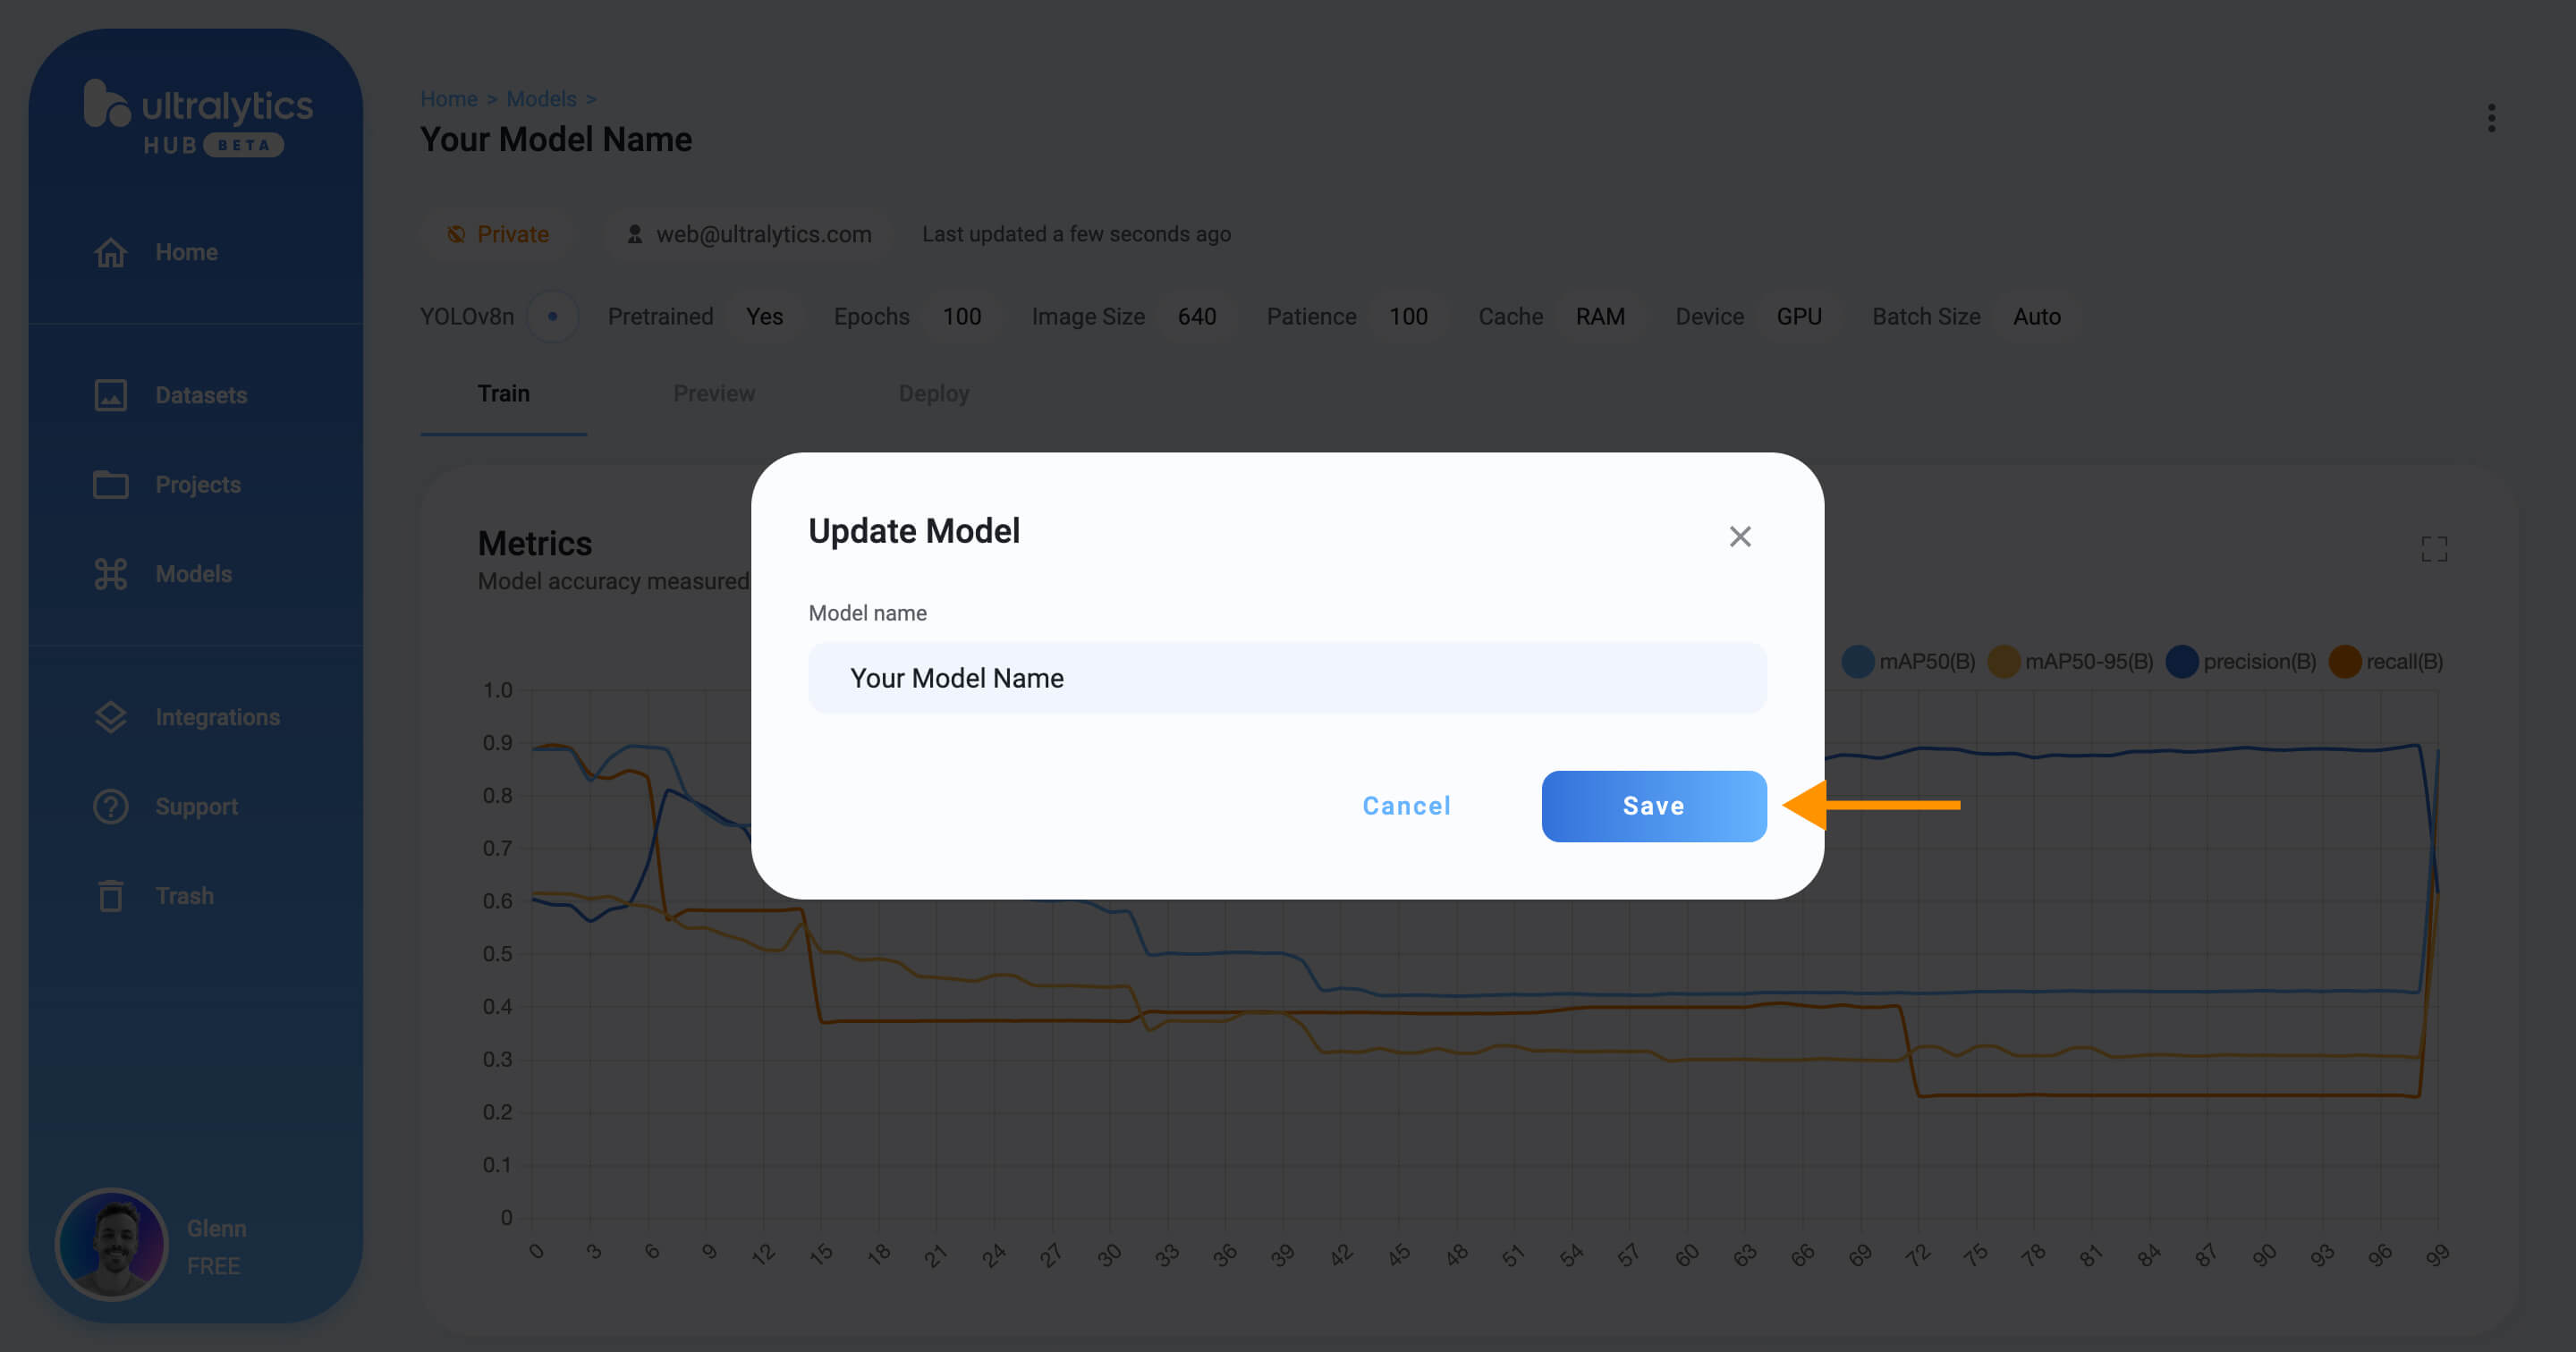 ultralytics
HUB BETA
Home
Datasets
Projects
Models
Integrations
Support
Trash
Glenn
FREE
Home > Models >
Your Model Name
Private web@ultralytics.com Last updated a few seconds ago
YOLOv8n Pretrained Yes Epochs 100 Image Size 640 Patience 100 Cache RAM Device GPU Batch Size Auto
Train Preview Deploy
Metrics
Model accuracy measured
Update Model
Model name
Your Model Name
Cancel Save
mAP50(B) mAP50-95(B) precision(B) recall(B)
1.0
0.9
0.8
0.7
0.6
0.5
0.4
0.3
0.2
0.1
0
0 3 6 9 12 15 18 21 24 27 30 33 36 39 42 45 48 51 54 57 60 63 66 69 72 75 78 81 84 87 90 93 96 99